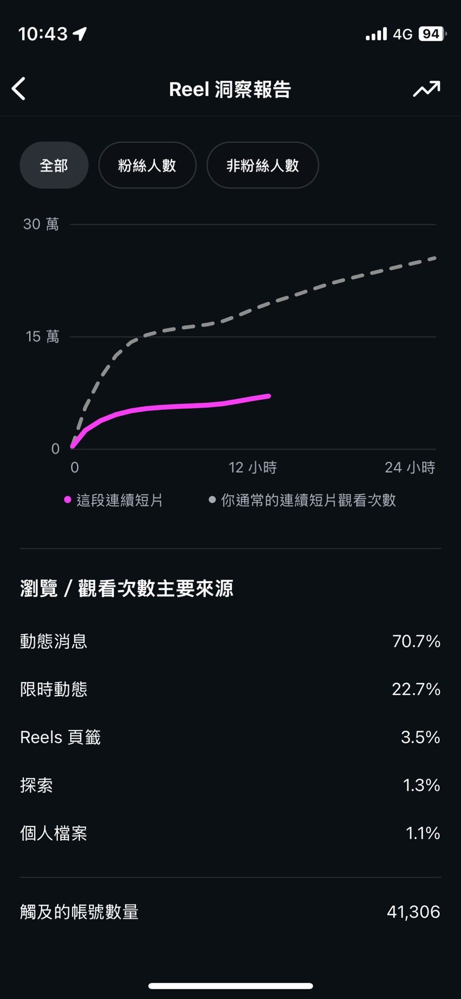 10:43
4G 94
Reel 洞察報告
全部
粉絲人數
非粉絲人數
30 萬
15 萬
0
0
12 小時
24 小時
這段連續短片
你通常的連續短片觀看次數
瀏覽 / 觀看次數主要來源
動態消息 70.7%
限時動態 22.7%
Reels 頁籤 3.5%
探索 1.3%
個人檔案 1.1%
觸及的帳號數量 41,306